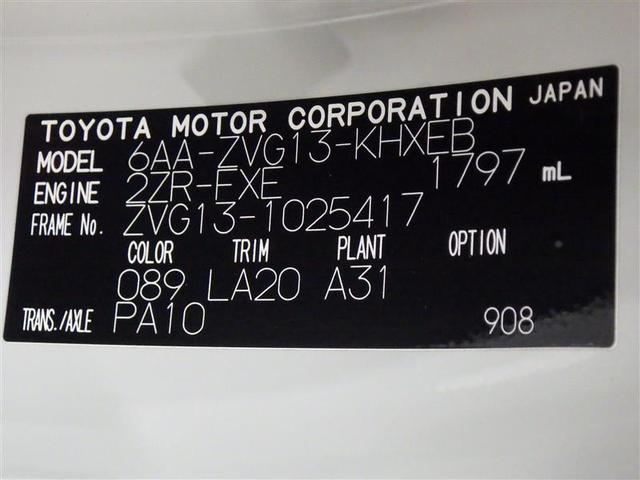 TOYOTA MOTOR CORPORATION JAPAN
MODEL 6AA-ZVG13-KHXEB
ENGINE 2ZR-FXE 1797 mL
FRAME No. ZVG13-1025417
COLOR TRIM PLANT OPTION
089 LA20 A31
TRANS./AXLE PA10 908